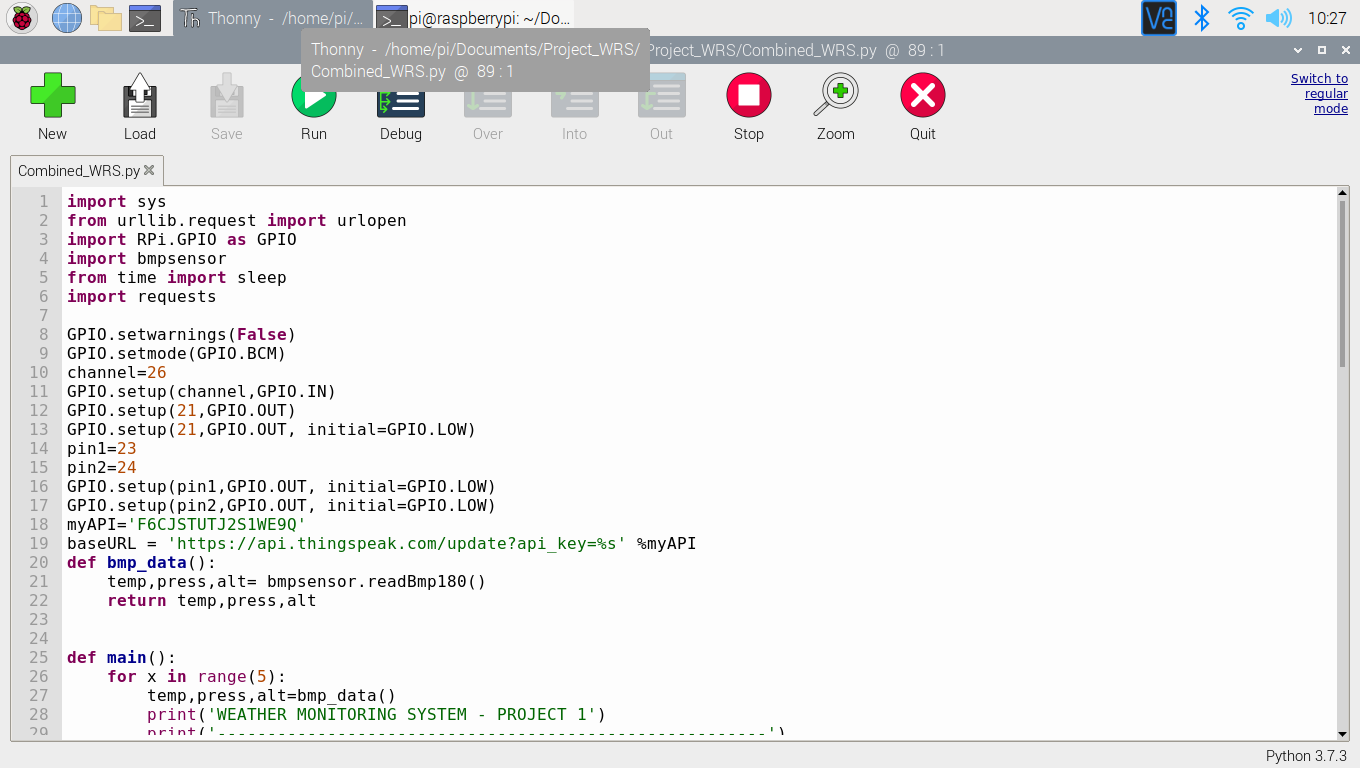 Thonny - /home/pi/...
pi@raspberrypi: ~/Do...
10:27
Thonny - /home/pi/Documents/Project_WRS/
Combined_WRS.py @ 89 : 1
Project_WRS/Combined_WRS.py @ 89 : 1
New
Load
Save
Run
Debug
Over
Into
Out
Stop
Zoom
Quit
Switch to
regular
mode
Combined_WRS.py
1 import sys
2 from urllib.request import urlopen
3 import RPi.GPIO as GPIO
4 import bmpsensor
5 from time import sleep
6 import requests
7
8 GPIO.setwarnings(False)
9 GPIO.setmode(GPIO.BCM)
10 channel=26
11 GPIO.setup(channel,GPIO.IN)
12 GPIO.setup(21,GPIO.OUT)
13 GPIO.setup(21,GPIO.OUT, initial=GPIO.LOW)
14 pin1=23
15 pin2=24
16 GPIO.setup(pin1,GPIO.OUT, initial=GPIO.LOW)
17 GPIO.setup(pin2,GPIO.OUT, initial=GPIO.LOW)
18 myAPI='F6CJSTUTJ2S1WE9Q'
19 baseURL = 'https://api.thingspeak.com/update?api_key=%s' %myAPI
20 def bmp_data():
21     temp,press,alt= bmpsensor.readBmp180()
22     return temp,press,alt
23
24
25 def main():
26     for x in range(5):
27         temp,press,alt=bmp_data()
28         print('WEATHER MONITORING SYSTEM - PROJECT 1')
29         print('-------------------------------------------------------')
Python 3.7.3